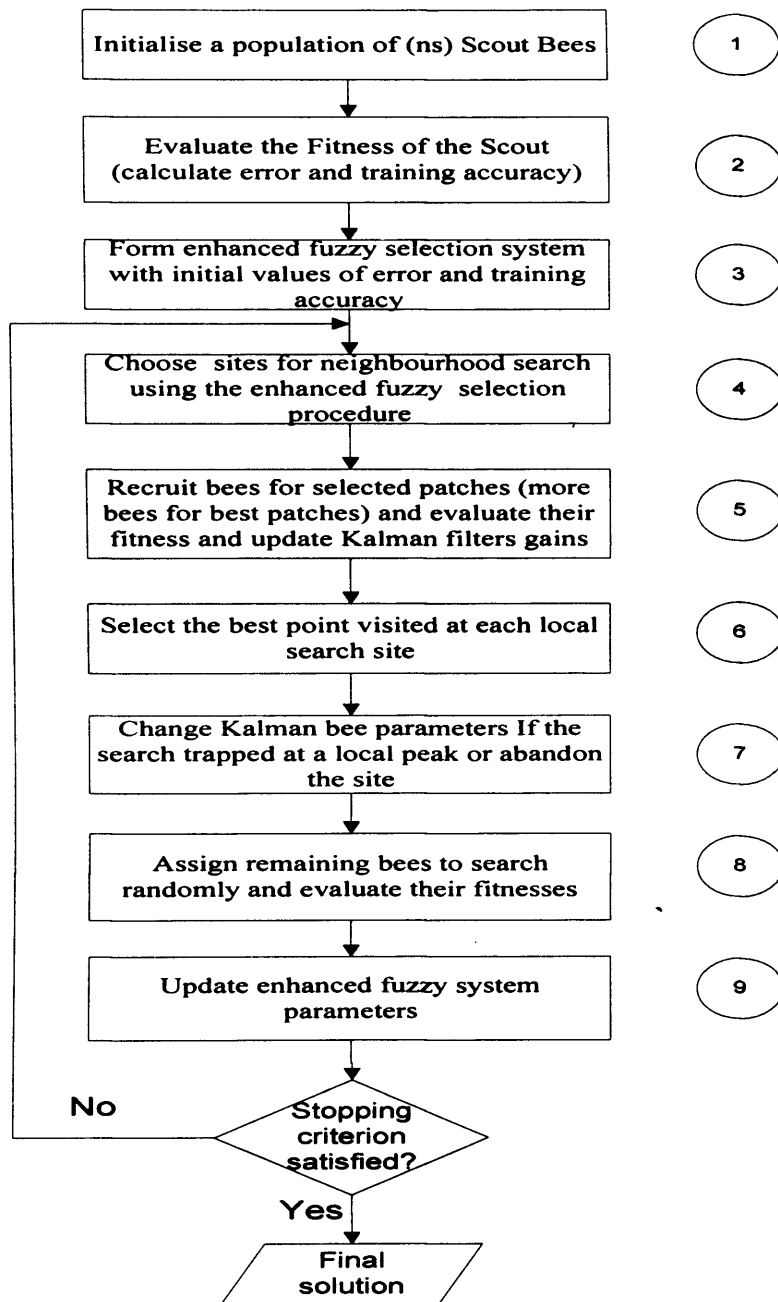 Initialise a population of (ns) Scout Bees
1
Evaluate the Fitness of the Scout
(calculate error and training accuracy)
2
Form enhanced fuzzy selection system
with initial values of error and training
accuracy
3
Choose sites for neighbourhood search
using the enhanced fuzzy selection
procedure
4
Recruit bees for selected patches (more
bees for best patches) and evaluate their
fitness and update Kalman filters gains
5
Select the best point visited at each local
search site
6
Change Kalman bee parameters If the
search trapped at a local peak or abandon
the site
7
Assign remaining bees to search
randomly and evaluate their fitnesses
8
Update enhanced fuzzy system
parameters
9
No
Stopping
criterion
satisfied?
Yes
Final
solution